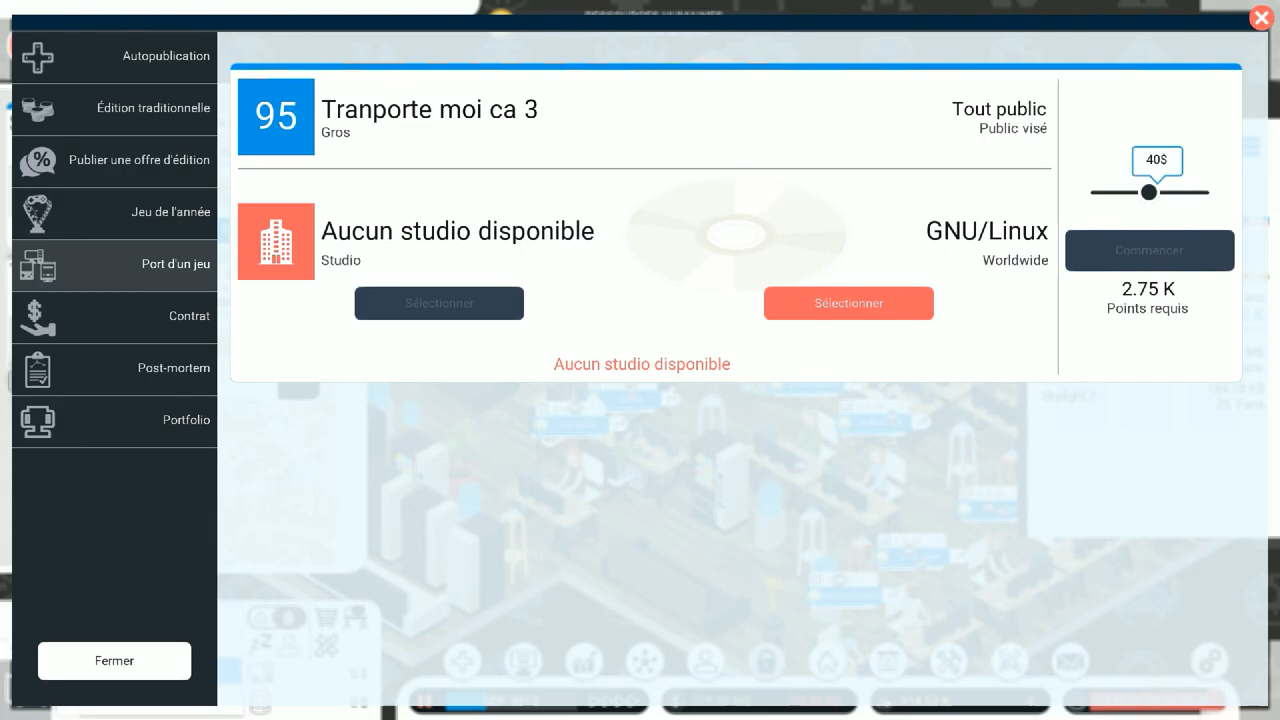 Autopublication
Édition traditionnelle
Publier une offre d'édition
Jeu de l'année
Port d'un jeu
Contrat
Post-mortem
Portfolio
Fermer
95
Tranporte moi ca 3
Gros
Tout public
Public visé
Aucun studio disponible
Studio
Sélectionner
GNU/Linux
Worldwide
Sélectionner
Aucun studio disponible
40$
Commencer
2.75 K
Points requis